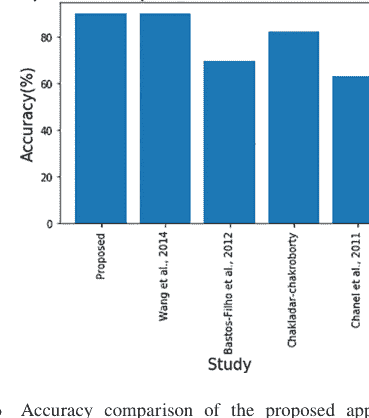 80
60
40
20
0
Accuracy(%)
Proposed
Wang et al., 2014
Bastos-Filho et al., 2012
Chakladar-chakroborty
Chanel et al., 2011
Study
Accuracy comparison of the proposed